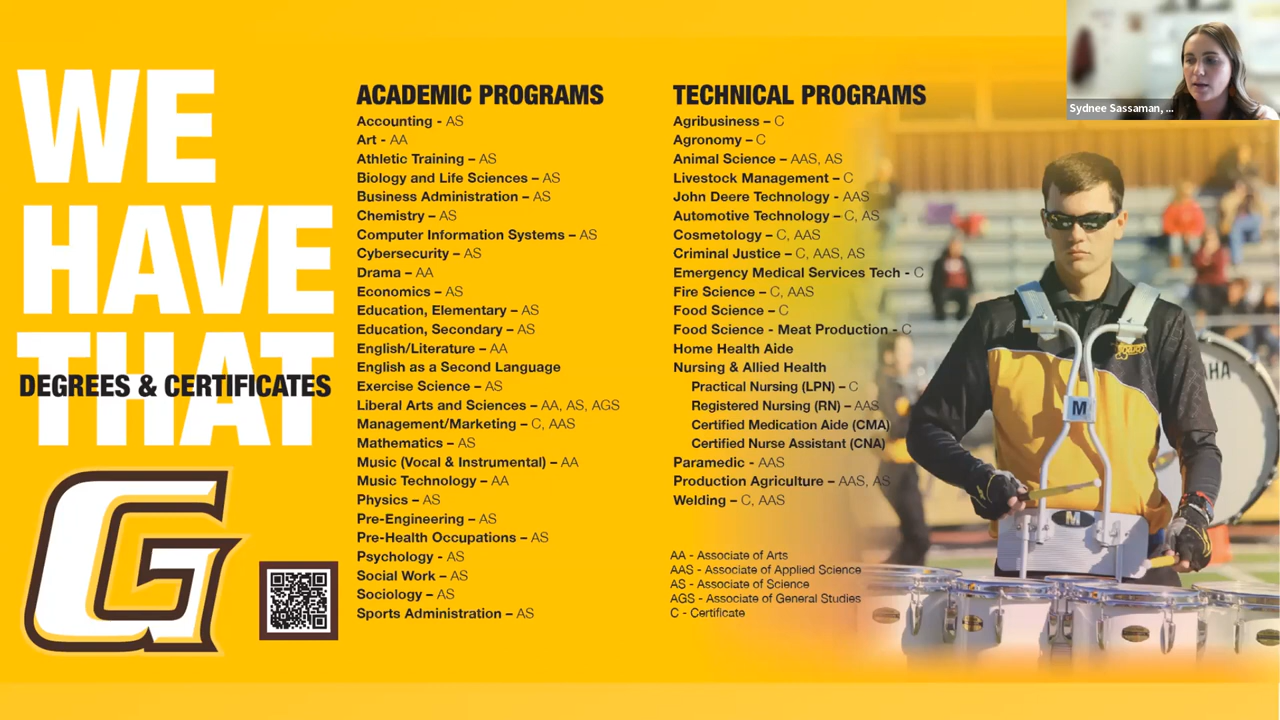 WE
HAVE
THAT
DEGREES & CERTIFICATES
G
ACADEMIC PROGRAMS
Accounting - AS
Art - AA
Athletic Training – AS
Biology and Life Sciences – AS
Business Administration – AS
Chemistry – AS
Computer Information Systems – AS
Cybersecurity – AS
Drama – AA
Economics – AS
Education, Elementary – AS
Education, Secondary – AS
English/Literature – AA
English as a Second Language
Exercise Science – AS
Liberal Arts and Sciences – AA, AS, AGS
Management/Marketing – C, AAS
Mathematics – AS
Music (Vocal & Instrumental) – AA
Music Technology – AA
Physics – AS
Pre-Engineering – AS
Pre-Health Occupations – AS
Psychology - AS
Social Work – AS
Sociology – AS
Sports Administration – AS
TECHNICAL PROGRAMS
Agribusiness – C
Agronomy – C
Animal Science – AAS, AS
Livestock Management – C
John Deere Technology - AAS
Automotive Technology – C, AS
Cosmetology – C, AAS
Criminal Justice – C, AAS, AS
Emergency Medical Services Tech - C
Fire Science – C, AAS
Food Science – C
Food Science - Meat Production - C
Home Health Aide
Nursing & Allied Health
Practical Nursing (LPN) – C
Registered Nursing (RN) – AAS
Certified Medication Aide (CMA)
Certified Nurse Assistant (CNA)
Paramedic - AAS
Production Agriculture – AAS, AS
Welding – C, AAS
AA - Associate of Arts
AAS - Associate of Applied Science
AS - Associate of Science
AGS - Associate of General Studies
C - Certificate
Sydnee Sassaman, ...
M
M